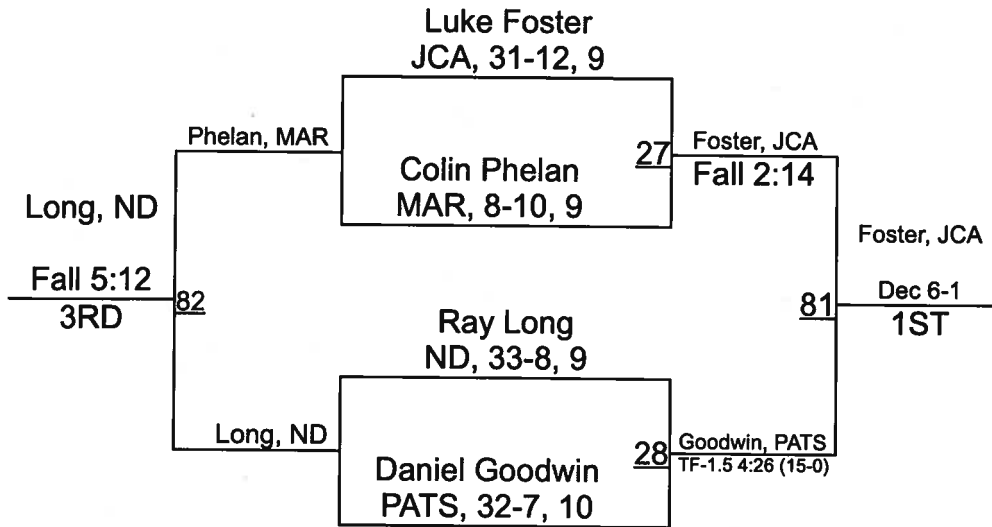 Luke Foster
JCA, 31-12, 9
Phelan, MAR
27
Foster, JCA
Fall 2:14
Colin Phelan
MAR, 8-10, 9
Long, ND
Fall 5:12
3RD
82
Foster, JCA
81
Dec 6-1
1ST
Ray Long
ND, 33-8, 9
Long, ND
28
Goodwin, PATS
TF-1.5 4:26 (15-0)
Daniel Goodwin
PATS, 32-7, 10